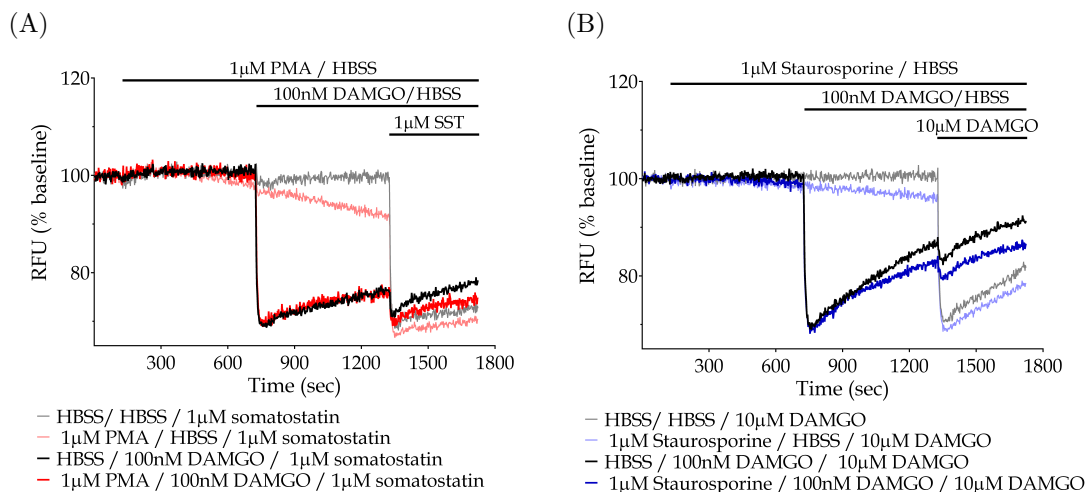 (A)
1μM PMA / HBSS
100nM DAMGO/HBSS
1μM SST
120
100
80
RFU (% baseline)
300 600 900 1200 1500 1800
Time (sec)
HBSS/ HBSS / 1μM somatostatin
1μM PMA / HBSS / 1μM somatostatin
HBSS / 100nM DAMGO / 1μM somatostatin
1μM PMA / 100nM DAMGO / 1μM somatostatin
(B)
1μM Staurosporine / HBSS
100nM DAMGO/HBSS
10μM DAMGO
120
100
80
RFU (% baseline)
300 600 900 1200 1500 1800
Time (sec)
HBSS/ HBSS / 10μM DAMGO
1μM Staurosporine / HBSS / 10μM DAMGO
HBSS / 100nM DAMGO / 10μM DAMGO
1μM Staurosporine / 100nM DAMGO / 10μM DAMGO